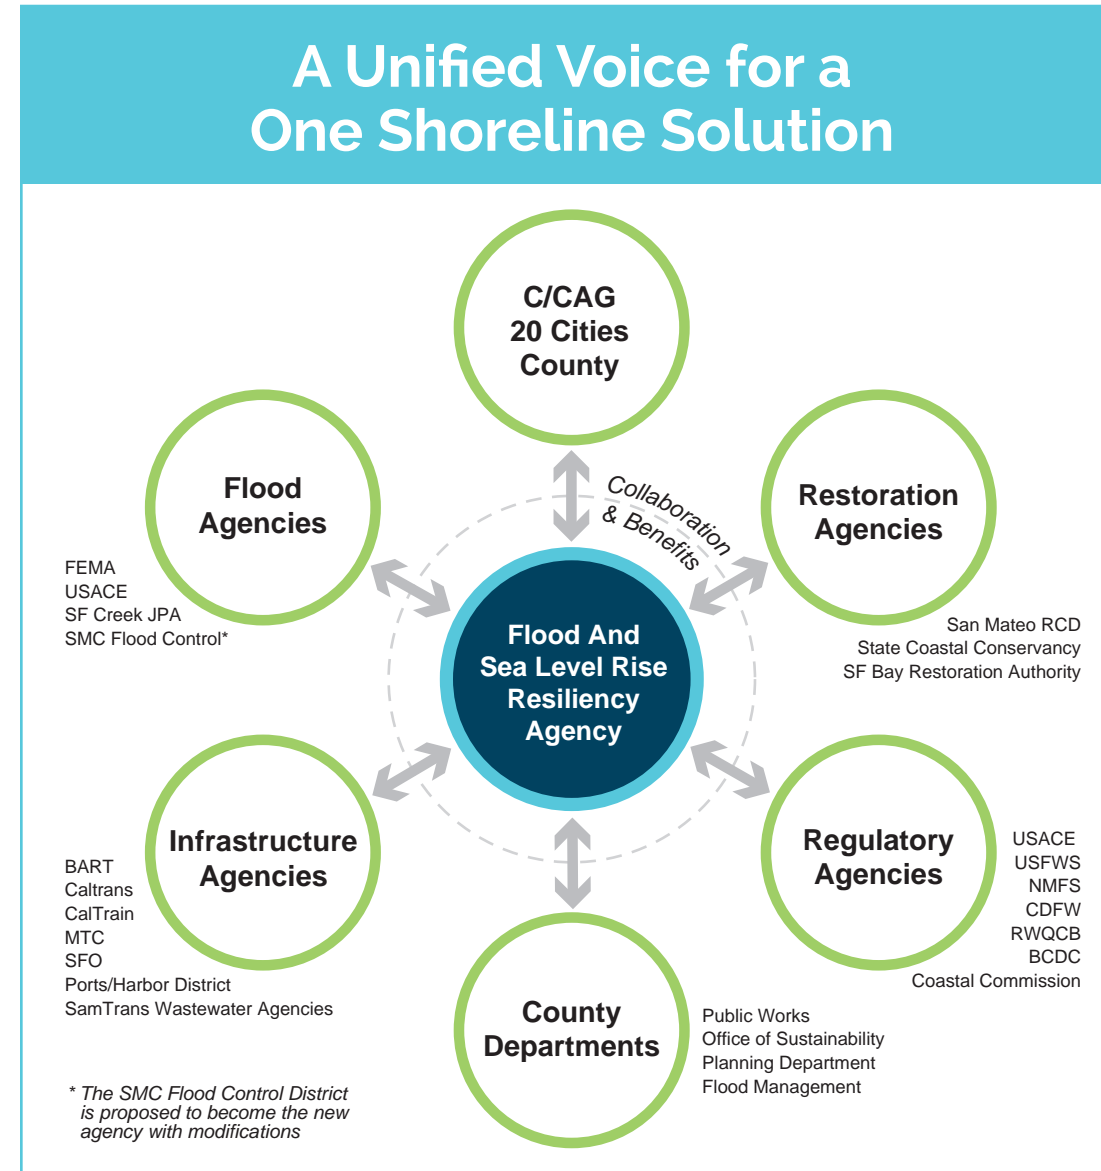 A Unified Voice for a
One Shoreline Solution
C/CAG
20 Cities
County
Flood
Agencies
FEMA
USACE
SF Creek JPA
SMC Flood Control*
Collaboration
& Benefits
Restoration
Agencies
San Mateo RCD
State Coastal Conservancy
SF Bay Restoration Authority
Flood And
Sea Level Rise
Resiliency
Agency
Infrastructure
Agencies
BART
Caltrans
CalTrain
MTC
SFO
Ports/Harbor District
SamTrans Wastewater Agencies
Regulatory
Agencies
USACE
USFWS
NMFS
CDFW
RWQCB
BCDC
Coastal Commission
County
Departments
Public Works
Office of Sustainability
Planning Department
Flood Management
* The SMC Flood Control District
is proposed to become the new
agency with modifications